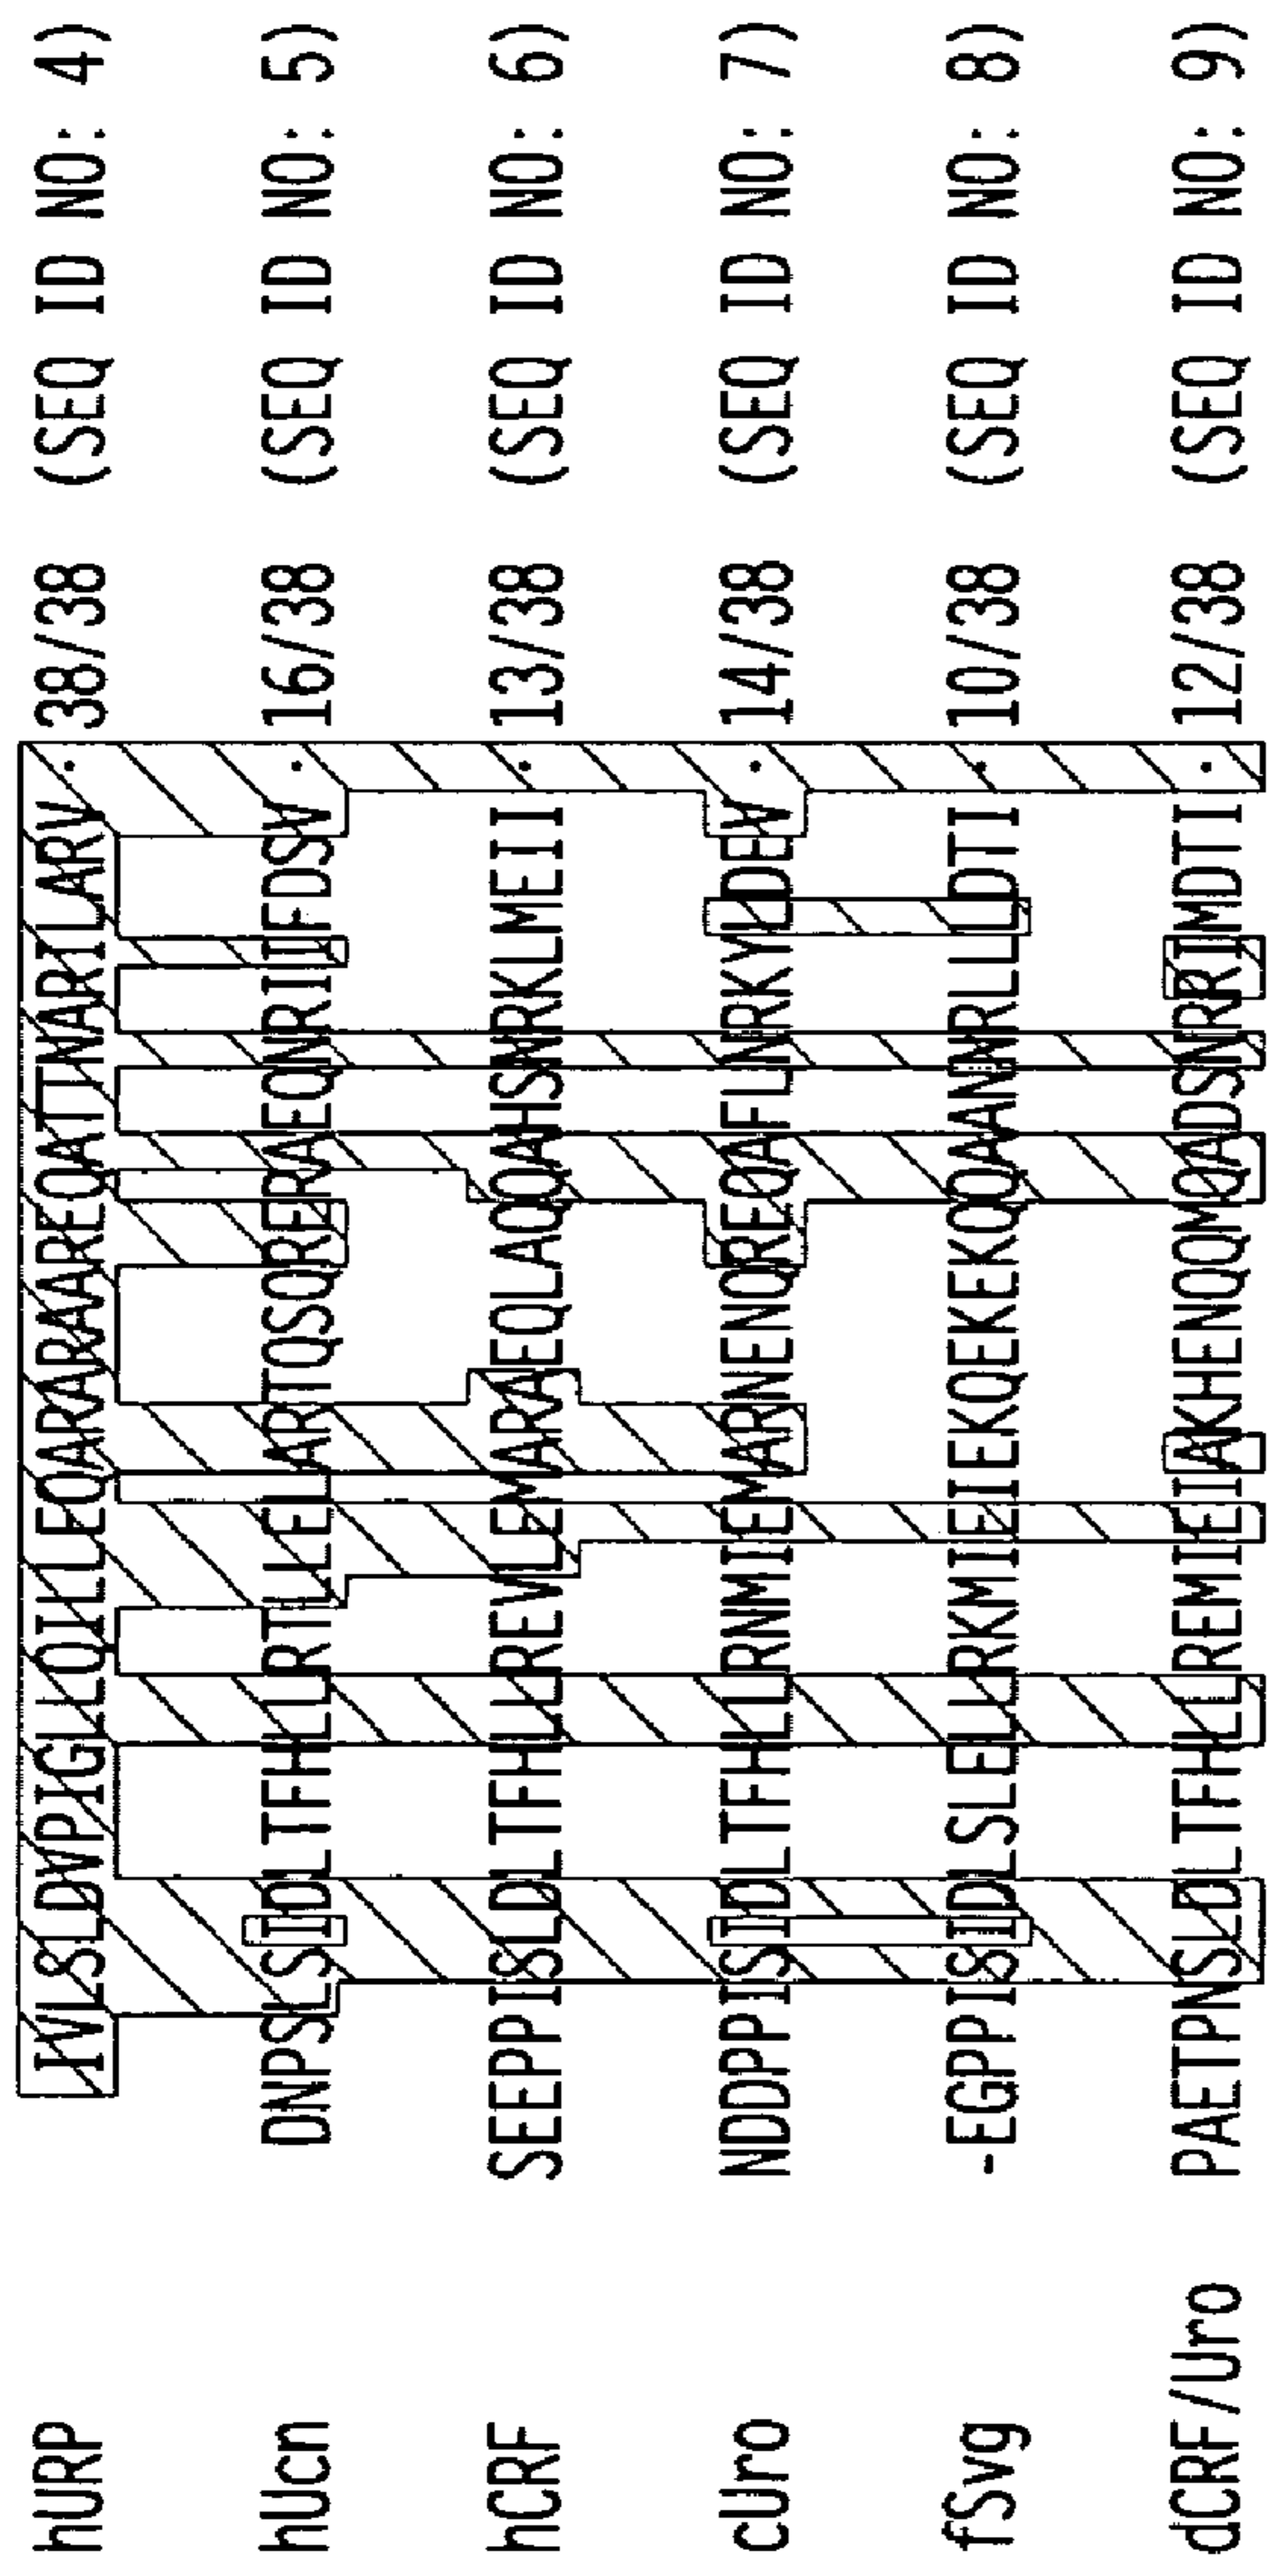 hURP IVLSLDVPIGLLQILLEQARARAAREQATTNARILARV · 38/38 (SEQ ID NO: 4)
hUcn DNPSLSIDLTFHLLRTLLELARTQSQRERAEQNRIIFDSV · 16/38 (SEQ ID NO: 5)
hCRF SEEPPISLDLTFHLLREVLEMARAEQLAQQAHSNRKLMEII · 13/38 (SEQ ID NO: 6)
cUro NDDPPISIDLTFHLLRNMIEMARNENQREQAFLNRKYLDEV · 14/38 (SEQ ID NO: 7)
fSvg -EGPPISIDLSLELLRKMIEIEKQEKEKQQAANNRLLLDTI · 10/38 (SEQ ID NO: 8)
dCRF/Uro PAETPNSLDLTFHLLREMIEIAKHENQQMQADSNRRIMDTI · 12/38 (SEQ ID NO: 9)